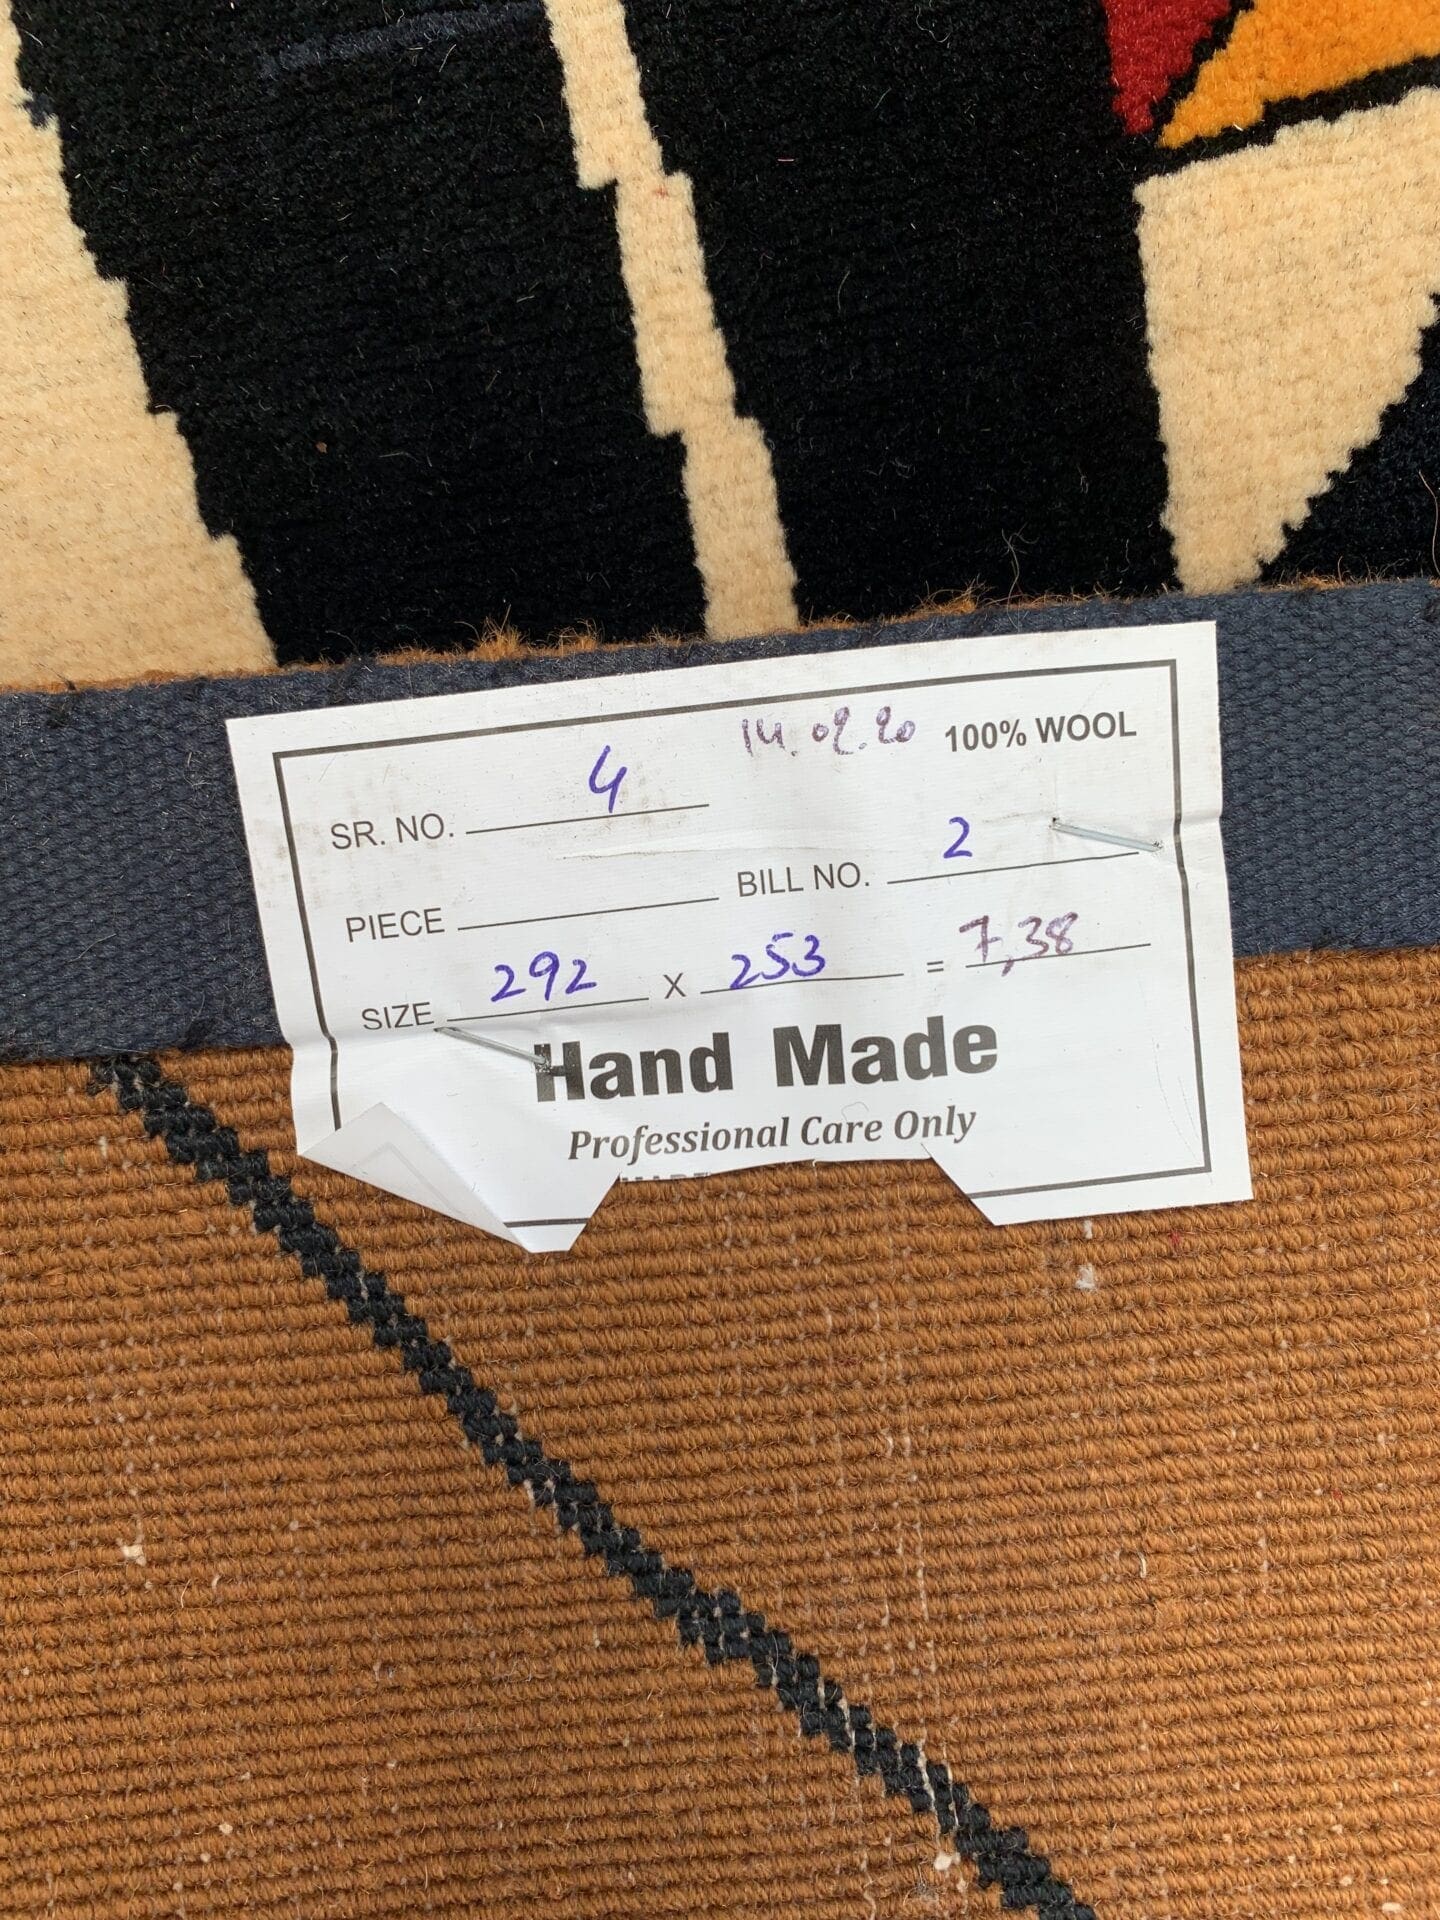 14.02.20 100% WOOL
SR. NO. 4
BILL NO. 2
PIECE
SIZE 292 X 253 = 7,38
Hand Made
Professional Care Only